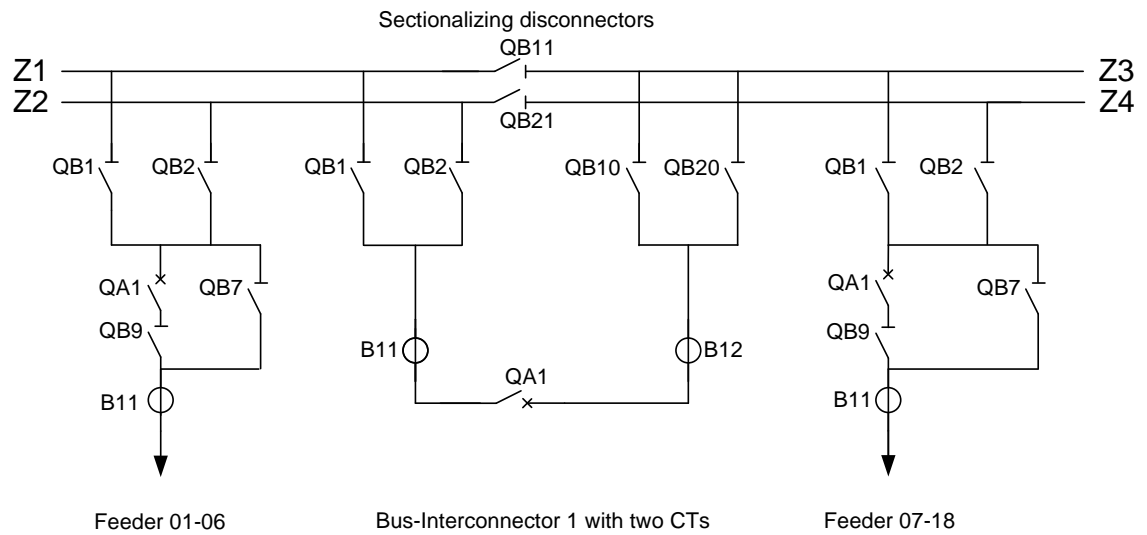 Sectionalizing disconnectors
QB11
Z1 Z3
Z2 Z4
QB21
QB1 QB2 QB1 QB2 QB10 QB20 QB1 QB2
QA1 QB7 QA1 QB7
QB9 QB9
B11 B12
QA1
B11 B11
Feeder 01-06 Bus-Interconnector 1 with two CTs Feeder 07-18